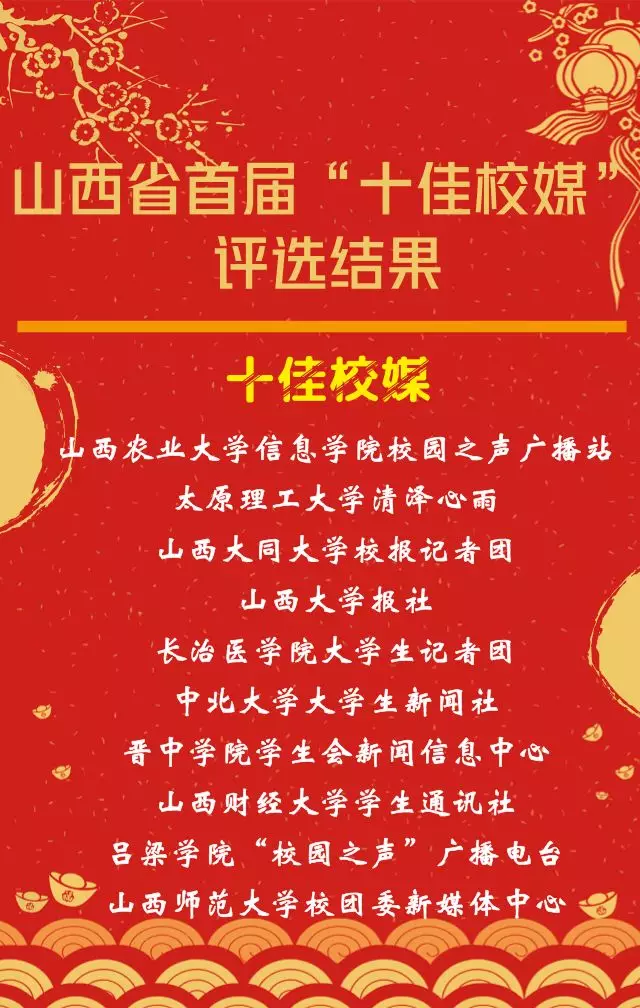 山西省首届“十佳校媒”
评选结果
十佳校媒
山西农业大学信息学院校园之声广播站
太原理工大学清泽心雨
山西大同大学校报记者团
山西大学报社
长治医学院大学生记者团
中北大学大学生新闻社
晋中学院学生会新闻信息中心
山西财经大学学生通讯社
吕梁学院“校园之声”广播电台
山西师范大学校团委新媒体中心